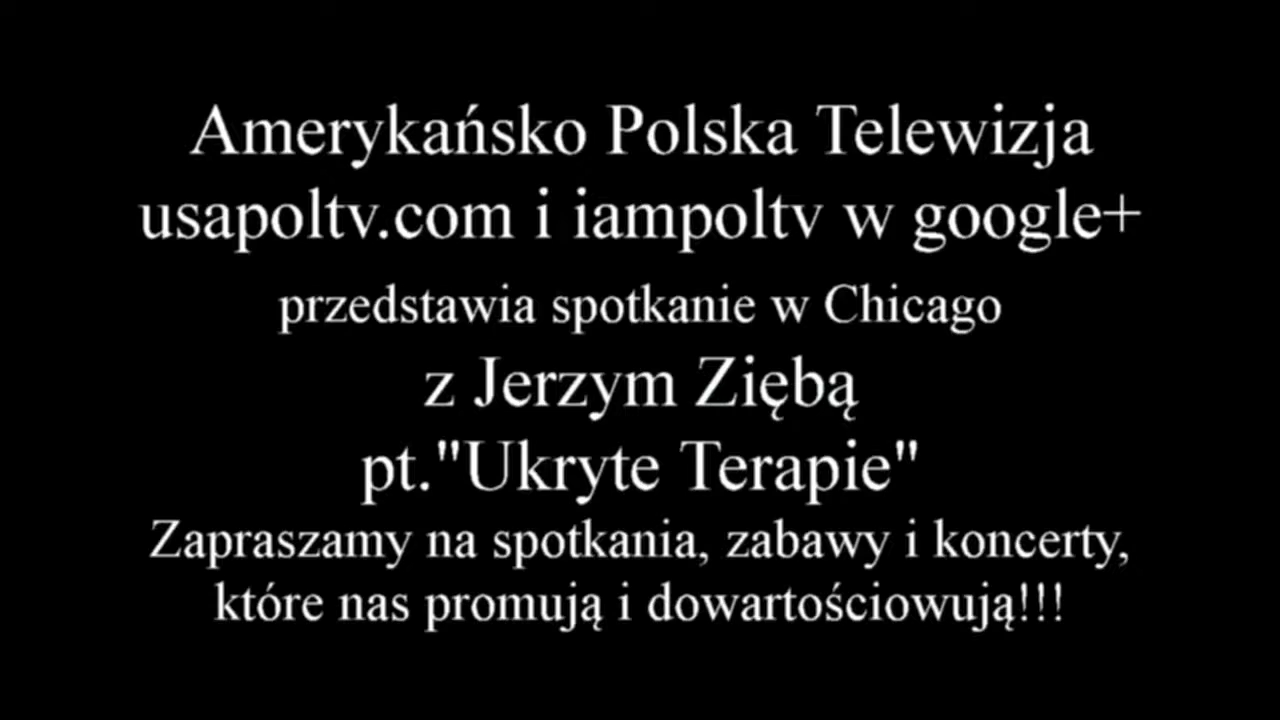 Amerykańsko Polska Telewizja
usapoltv.com i iampoltv w google+
przedstawia spotkanie w Chicago
z Jerzym Ziębą
pt."Ukryte Terapie"
Zapraszamy na spotkania, zabawy i koncerty,
które nas promują i dowartościowują!!!